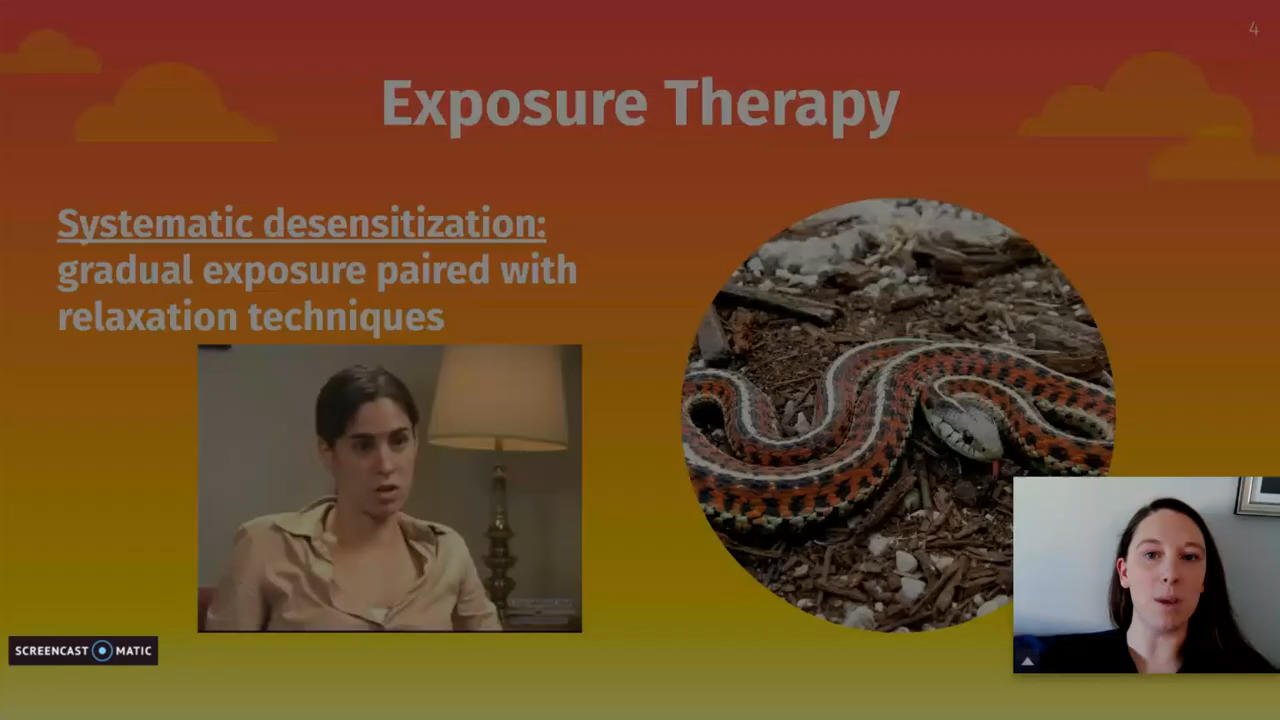 4
Exposure Therapy
Systematic desensitization:
gradual exposure paired with
relaxation techniques
SCREENCAST MATIC